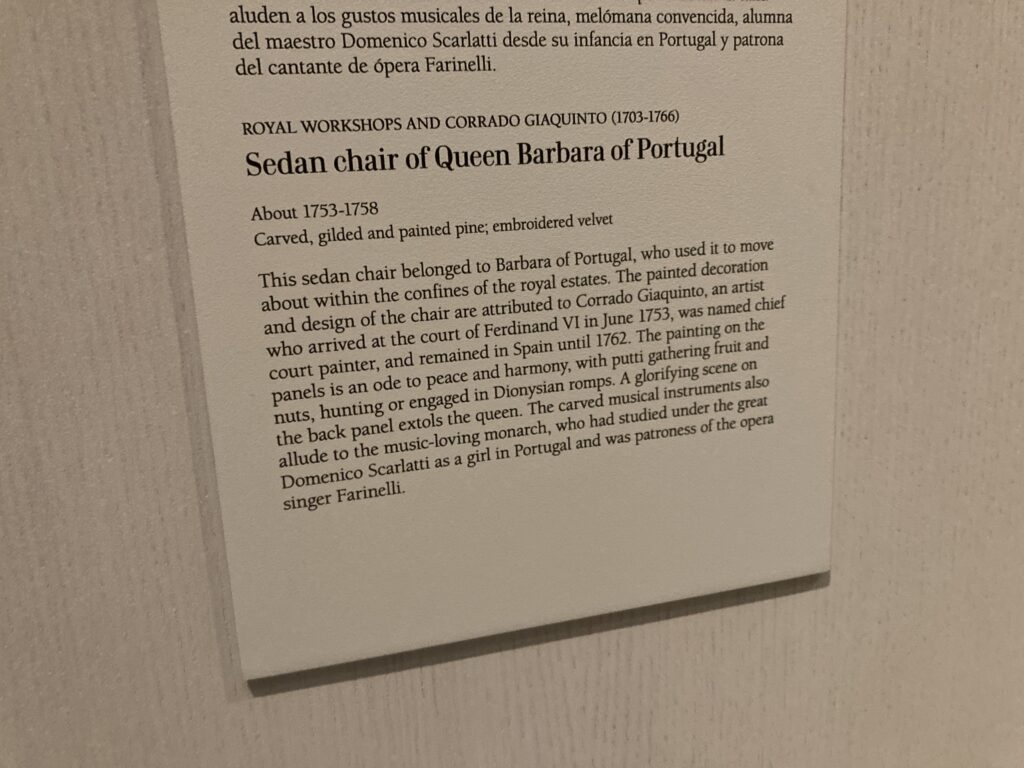 aluden a los gustos musicales de la reina, melómana convencida, alumna
del maestro Domenico Scarlatti desde su infancia en Portugal y patrona
del cantante de ópera Farinelli.
ROYAL WORKSHOPS AND CORRADO GIAQUINTO (1703-1766)
Sedan chair of Queen Barbara of Portugal
About 1753-1758
Carved, gilded and painted pine; embroidered velvet
This sedan chair belonged to Barbara of Portugal, who used it to move
about within the confines of the royal estates. The painted decoration
and design of the chair are attributed to Corrado Giaquinto, an artist
who arrived at the court of Ferdinand VI in June 1753, was named chief
court painter, and remained in Spain until 1762. The painting on the
panels is an ode to peace and harmony, with putti gathering fruit and
nuts, hunting or engaged in Dionysian romps. A glorifying scene on
the back panel extols the queen. The carved musical instruments also
allude to the music-loving monarch, who had studied under the great
Domenico Scarlatti as a girl in Portugal and was patroness of the opera
singer Farinelli.